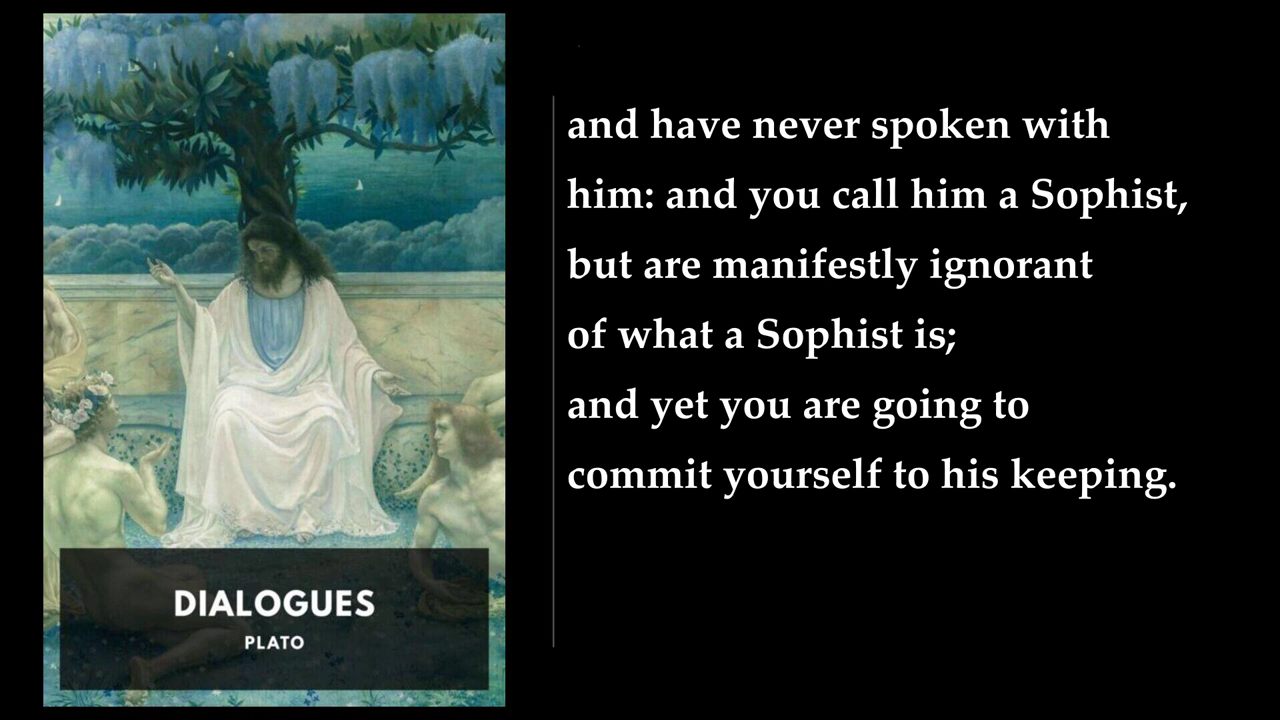 and have never spoken with
him: and you call him a Sophist,
but are manifestly ignorant
of what a Sophist is;
and yet you are going to
commit yourself to his keeping.
DIALOGUES
PLATO